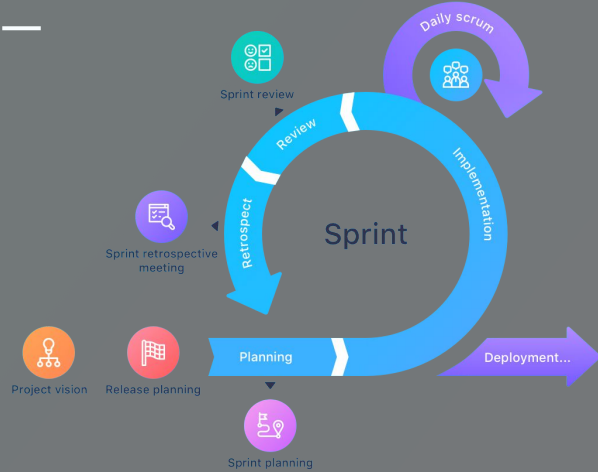 Daily scrum
Sprint review
Review
Implementation
Retrospect
Sprint
Sprint retrospective
meeting
Planning
Deployment...
Project vision
Release planning
Sprint planning